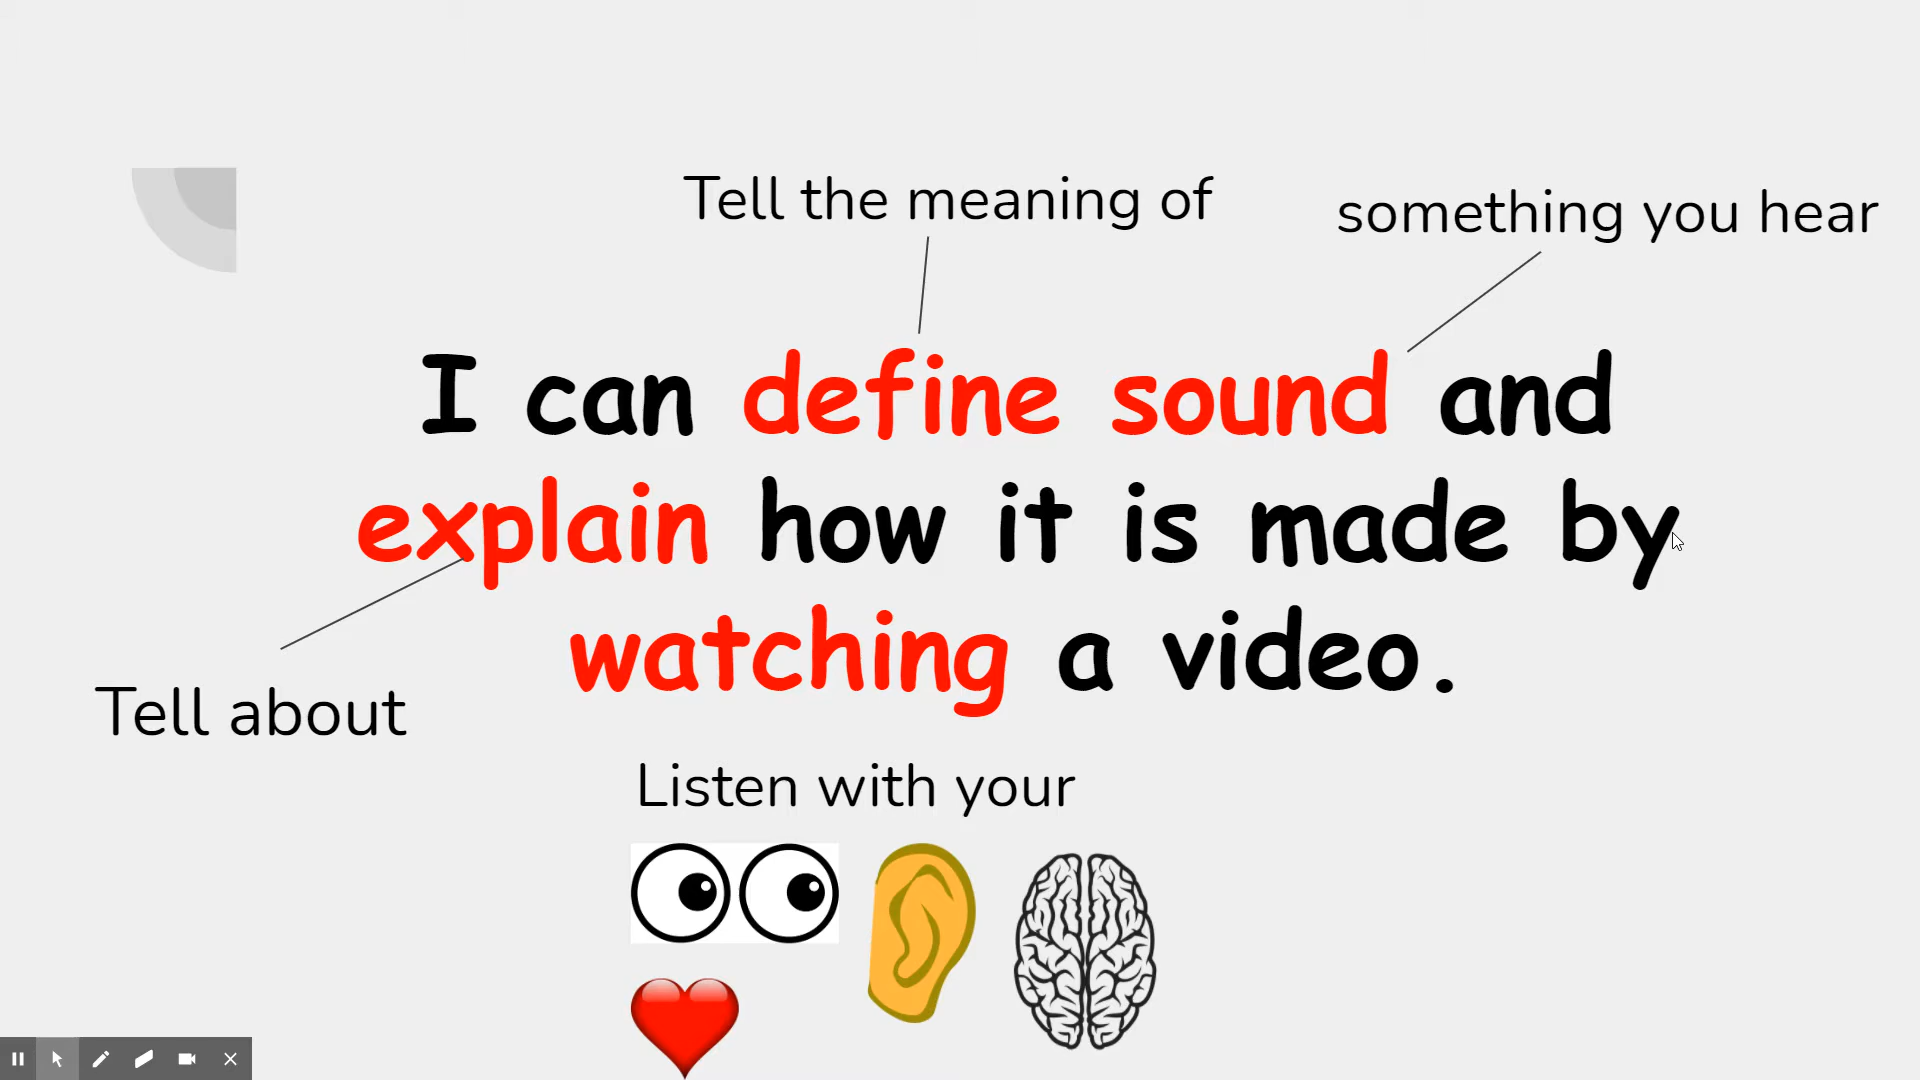 Tell the meaning of
something you hear
I can define sound and
explain how it is made by
watching a video.
Tell about
Listen with your